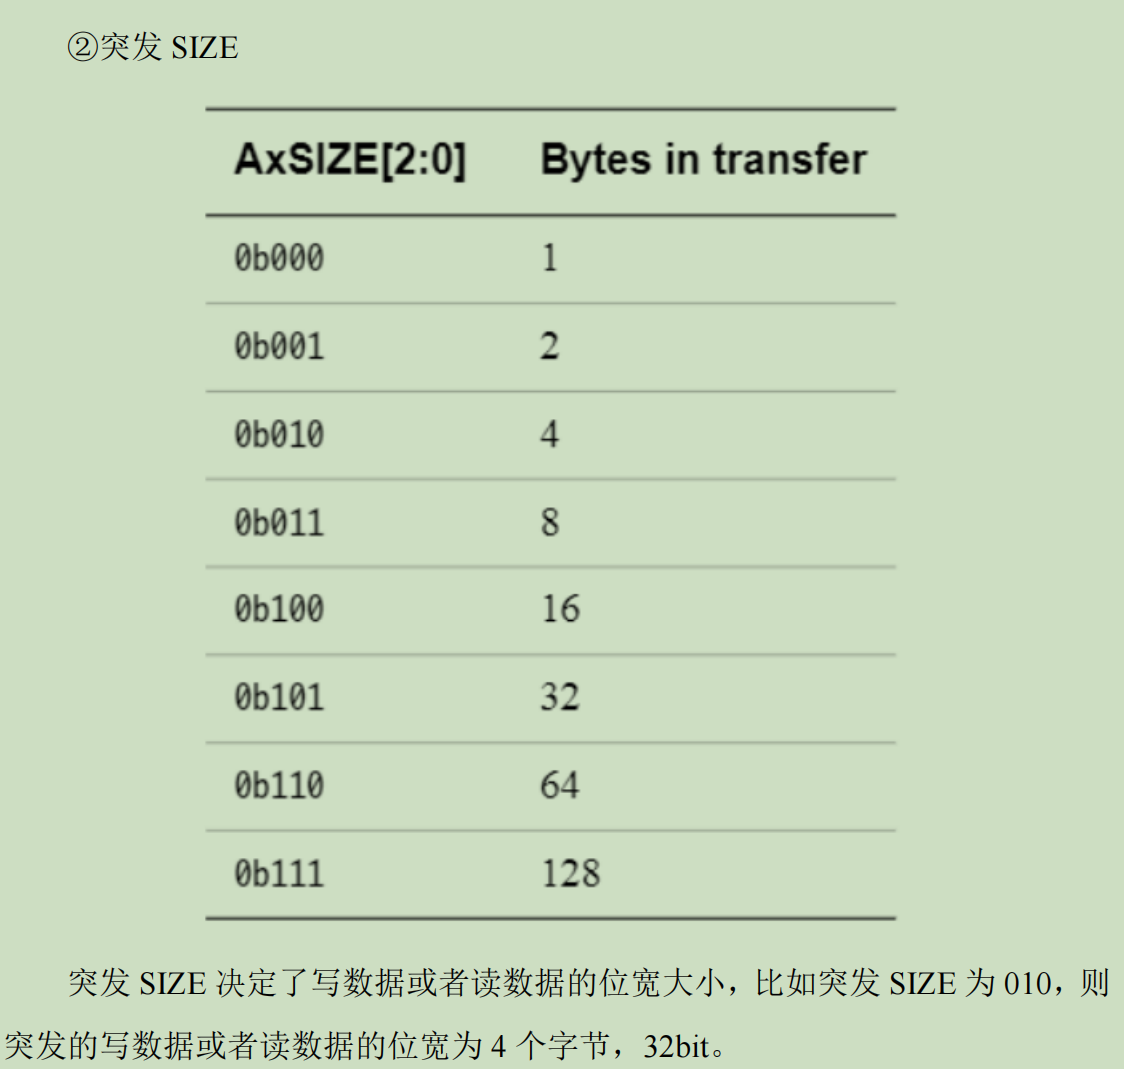 ②突发 SIZE
AxSIZE[2:0] Bytes in transfer
0b000 1
0b001 2
0b010 4
0b011 8
0b100 16
0b101 32
0b110 64
0b111 128
突发 SIZE 决定了写数据或者读数据的位宽大小，比如突发 SIZE 为 010，则
突发的写数据或者读数据的位宽为 4 个字节，32bit。